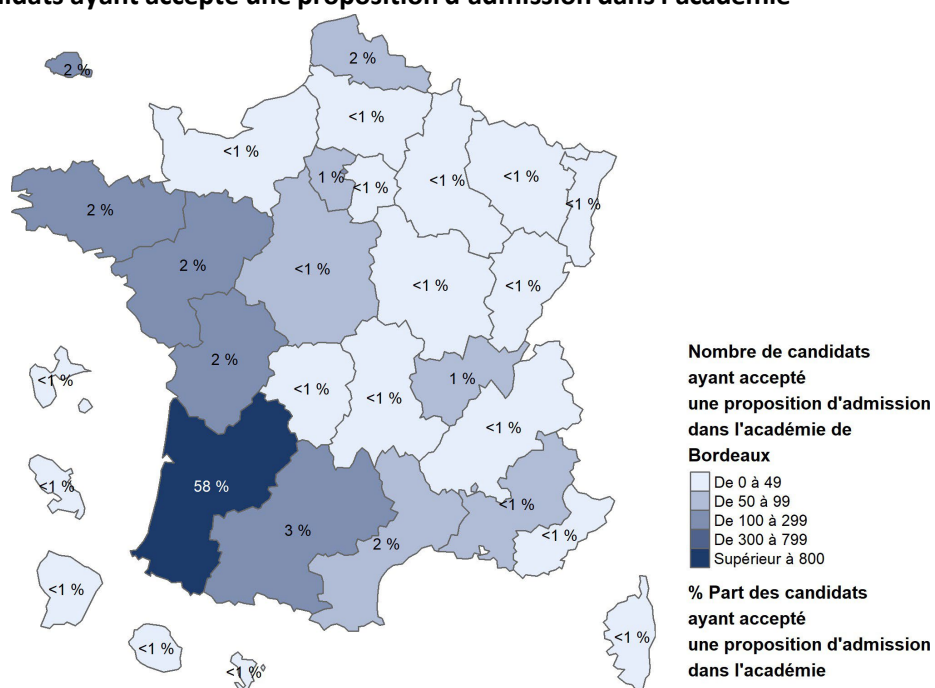 idats ayant accepté une proposition d'admission dans l'académie
2 %
2 %
<1 %
<1 %
1 %
<1 %
<1 %
<1 %
<1 %
2 %
2 %
<1 %
<1 %
<1 %
2 %
<1 %
<1 %
1 %
<1 %
<1 %
58 %
3 %
2 %
<1 %
<1 %
<1 %
<1 %
<1 %
<1 %
<1 %
Nombre de candidats
ayant accepté
une proposition d'admission
dans l'académie de
Bordeaux
De 0 à 49
De 50 à 99
De 100 à 299
De 300 à 799
Supérieur à 800
% Part des candidats
ayant accepté
une proposition d'admission
dans l'académie